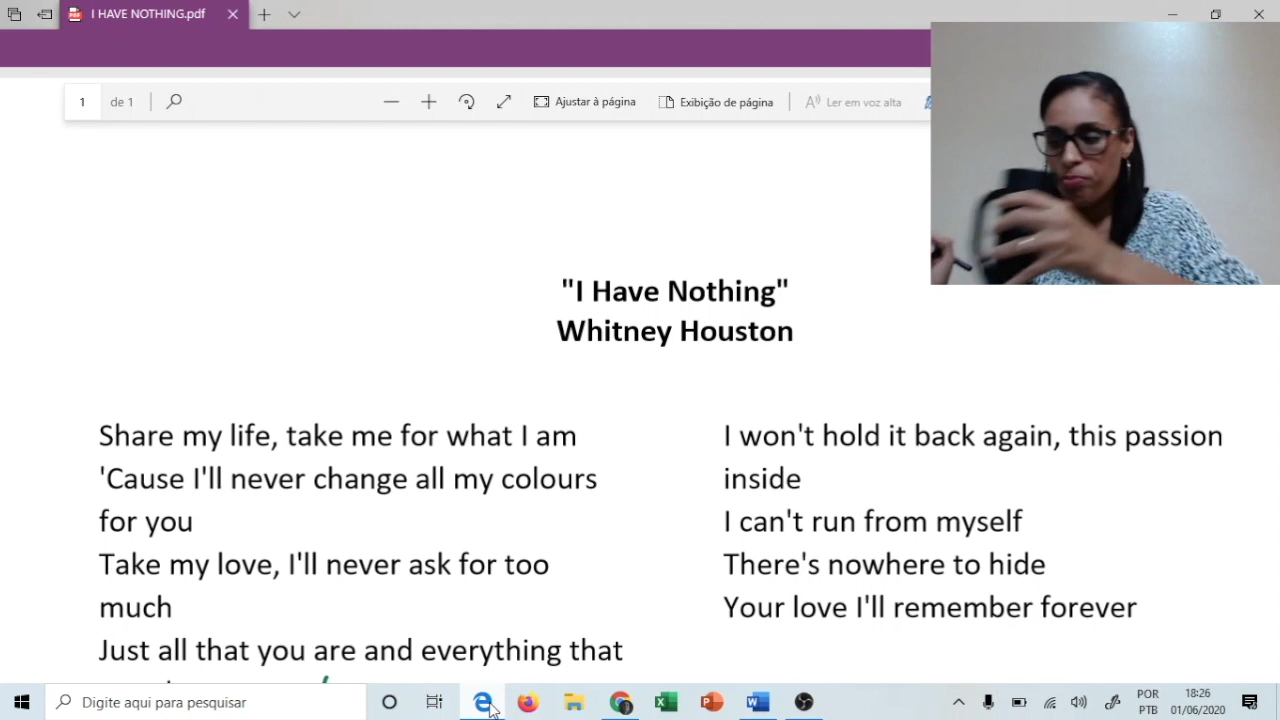 I HAVE NOTHING.pdf
1 de 1
Ajustar à página
Exibição de página
Ler em voz alta
"I Have Nothing"
Whitney Houston
Share my life, take me for what I am
'Cause I'll never change all my colours
for you
Take my love, I'll never ask for too
much
Just all that you are and everything that
I won't hold it back again, this passion
inside
I can't run from myself
There's nowhere to hide
Your love I'll remember forever
Digite aqui para pesquisar
POR
PTB
18:26
01/06/2020